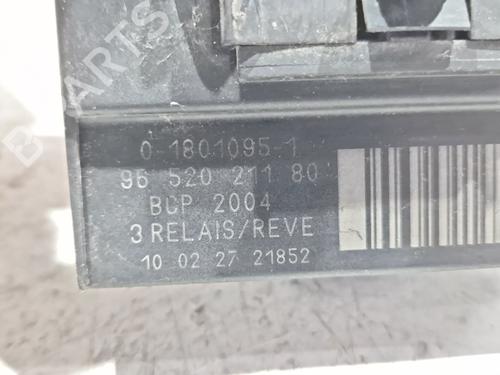 B PARTS
0-1801095-1
96 520 211 80
BCP 2004
3 RELAIS/REVE
10 02 27 21852